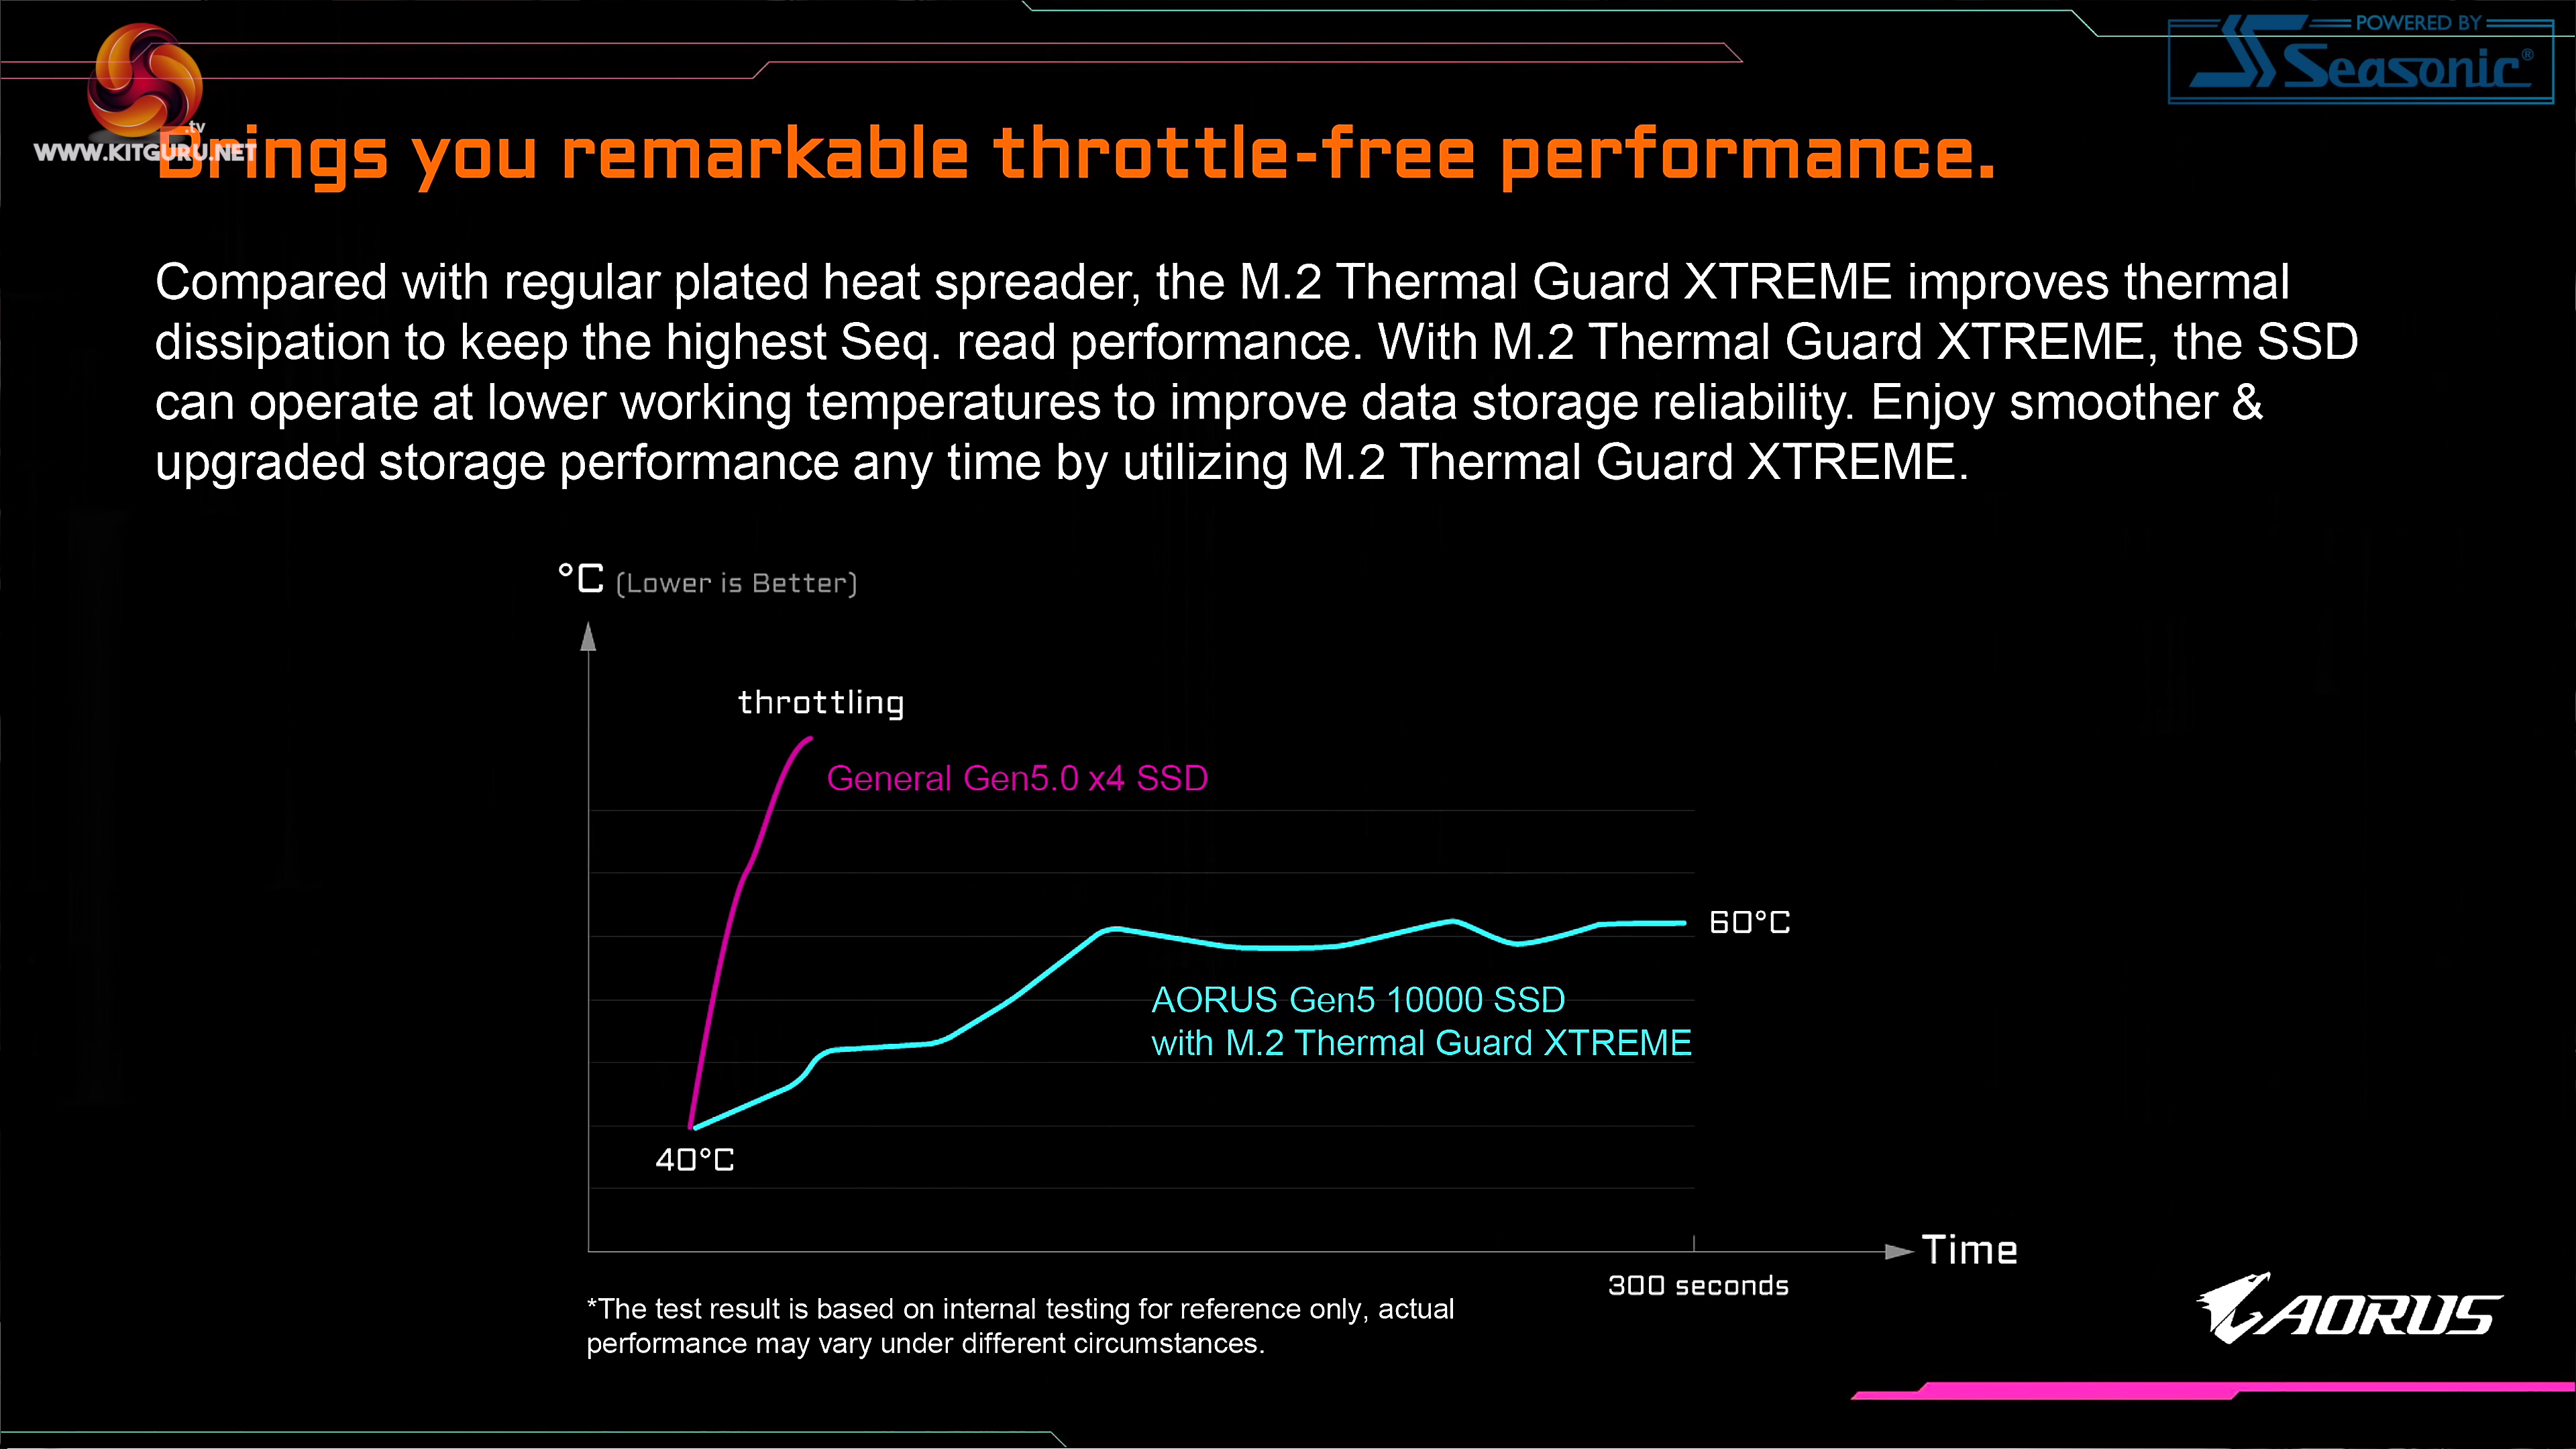 POWERED BY
Seasonic®
.tv
WWW.KITGURU.NET
Brings you remarkable throttle-free performance.
Compared with regular plated heat spreader, the M.2 Thermal Guard XTREME improves thermal
dissipation to keep the highest Seq. read performance. With M.2 Thermal Guard XTREME, the SSD
can operate at lower working temperatures to improve data storage reliability. Enjoy smoother &
upgraded storage performance any time by utilizing M.2 Thermal Guard XTREME.
°C (Lower is Better)
throttling
General Gen5.0 x4 SSD
60°C
AORUS Gen5 10000 SSD
with M.2 Thermal Guard XTREME
40°C
Time
300 seconds
*The test result is based on internal testing for reference only, actual
performance may vary under different circumstances.
AORUS